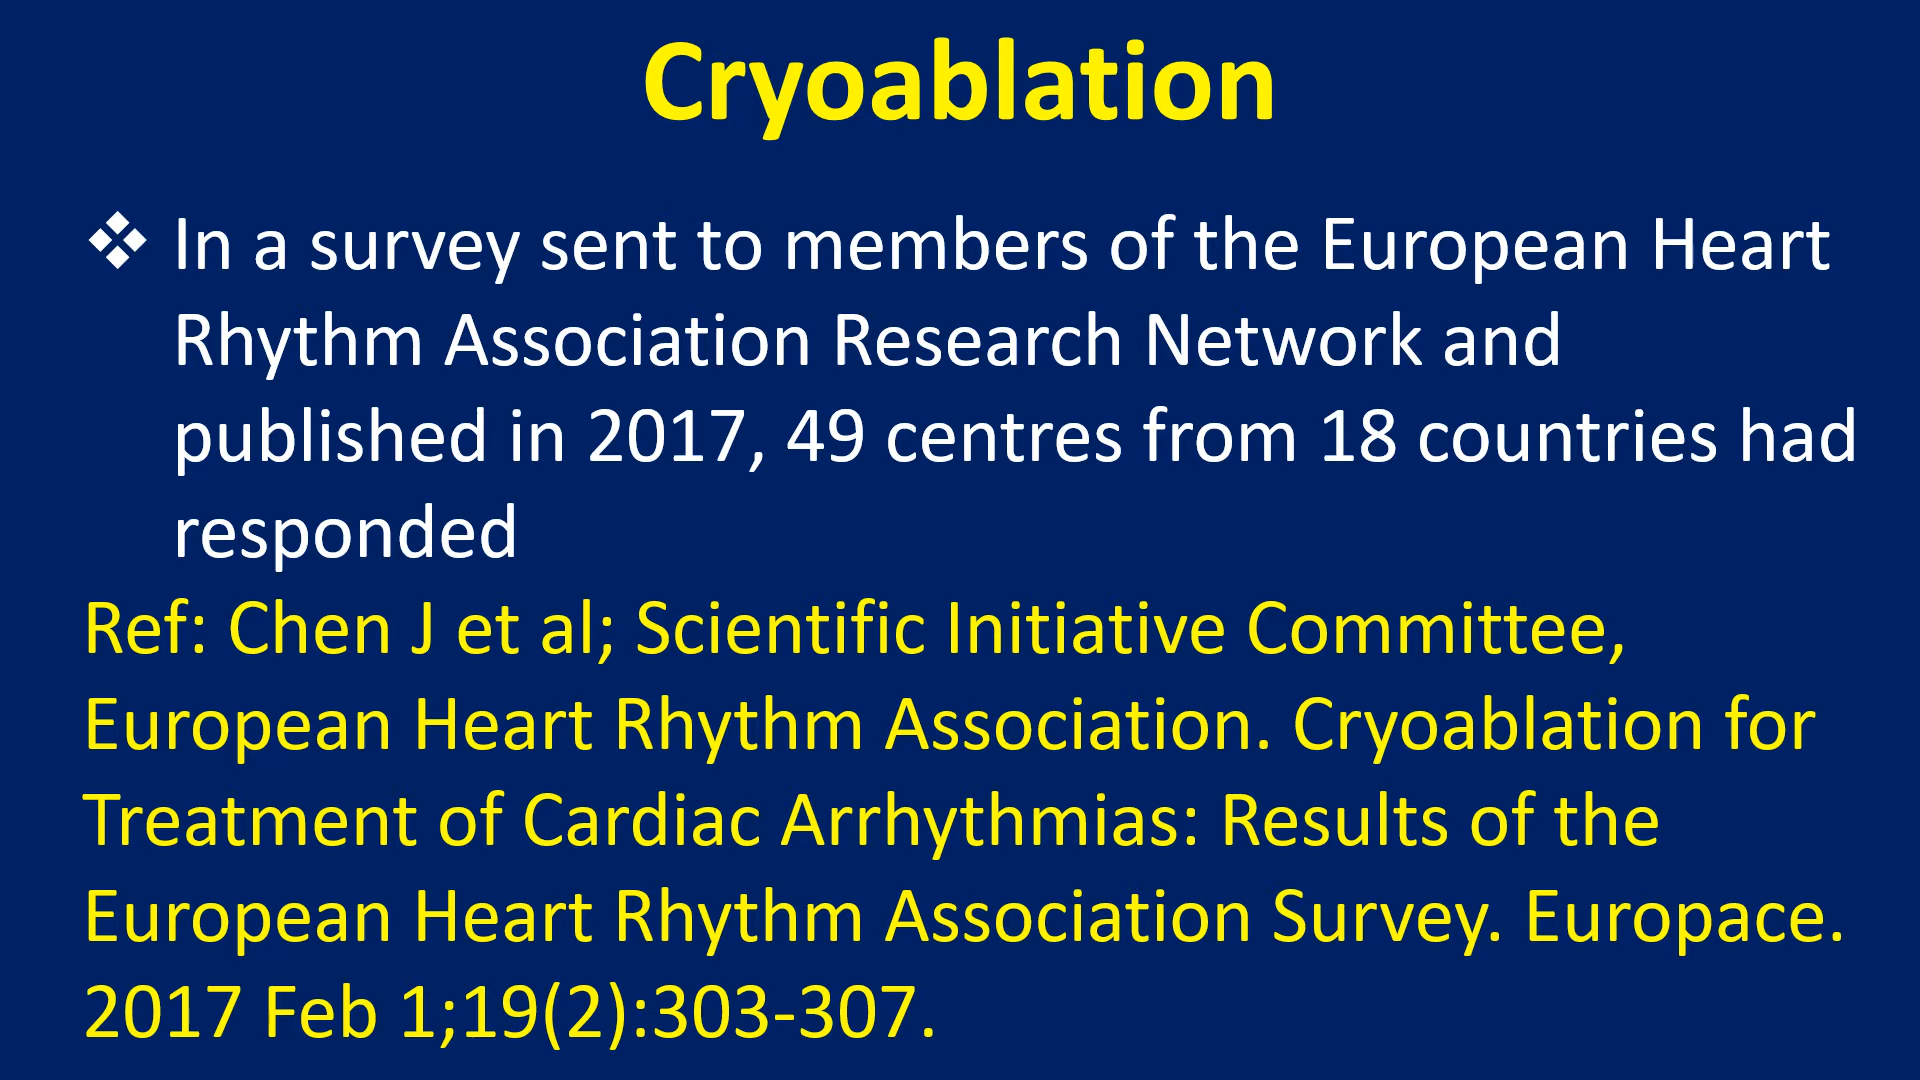 Cryoablation
❖ In a survey sent to members of the European Heart
Rhythm Association Research Network and
published in 2017, 49 centres from 18 countries had
responded
Ref: Chen J et al; Scientific Initiative Committee,
European Heart Rhythm Association. Cryoablation for
Treatment of Cardiac Arrhythmias: Results of the
European Heart Rhythm Association Survey. Europace.
2017 Feb 1;19(2):303-307.